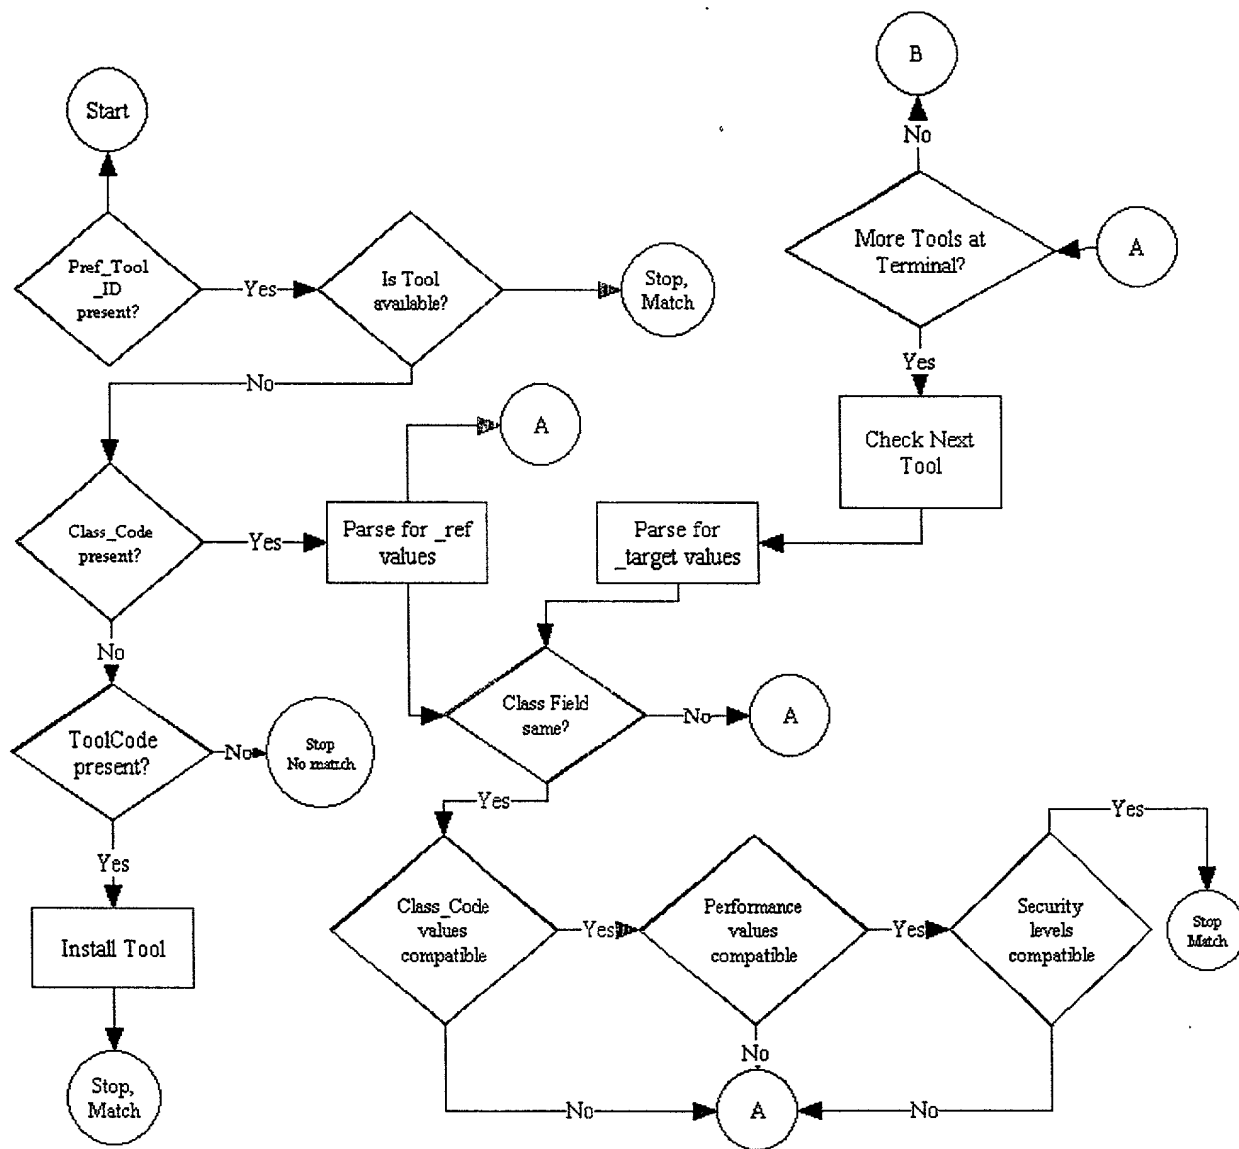 B
Start
No
More Tools at
Terminal?
A
Pref_Tool
_ID
present?
Yes
Is Tool
available?
Stop,
Match
Yes
No
A
Check Next
Tool
Class_Code
present?
Yes
Parse for _ref
values
Parse for
_target values
No
Class Field
same?
No
A
ToolCode
present?
No
Stop
No match
Yes
Yes
Yes
Class_Code
values
compatible
Yes
Performance
values
compatible
Yes
Security
levels
compatible
Stop
Match
Install Tool
No
Stop,
Match
No
A
No